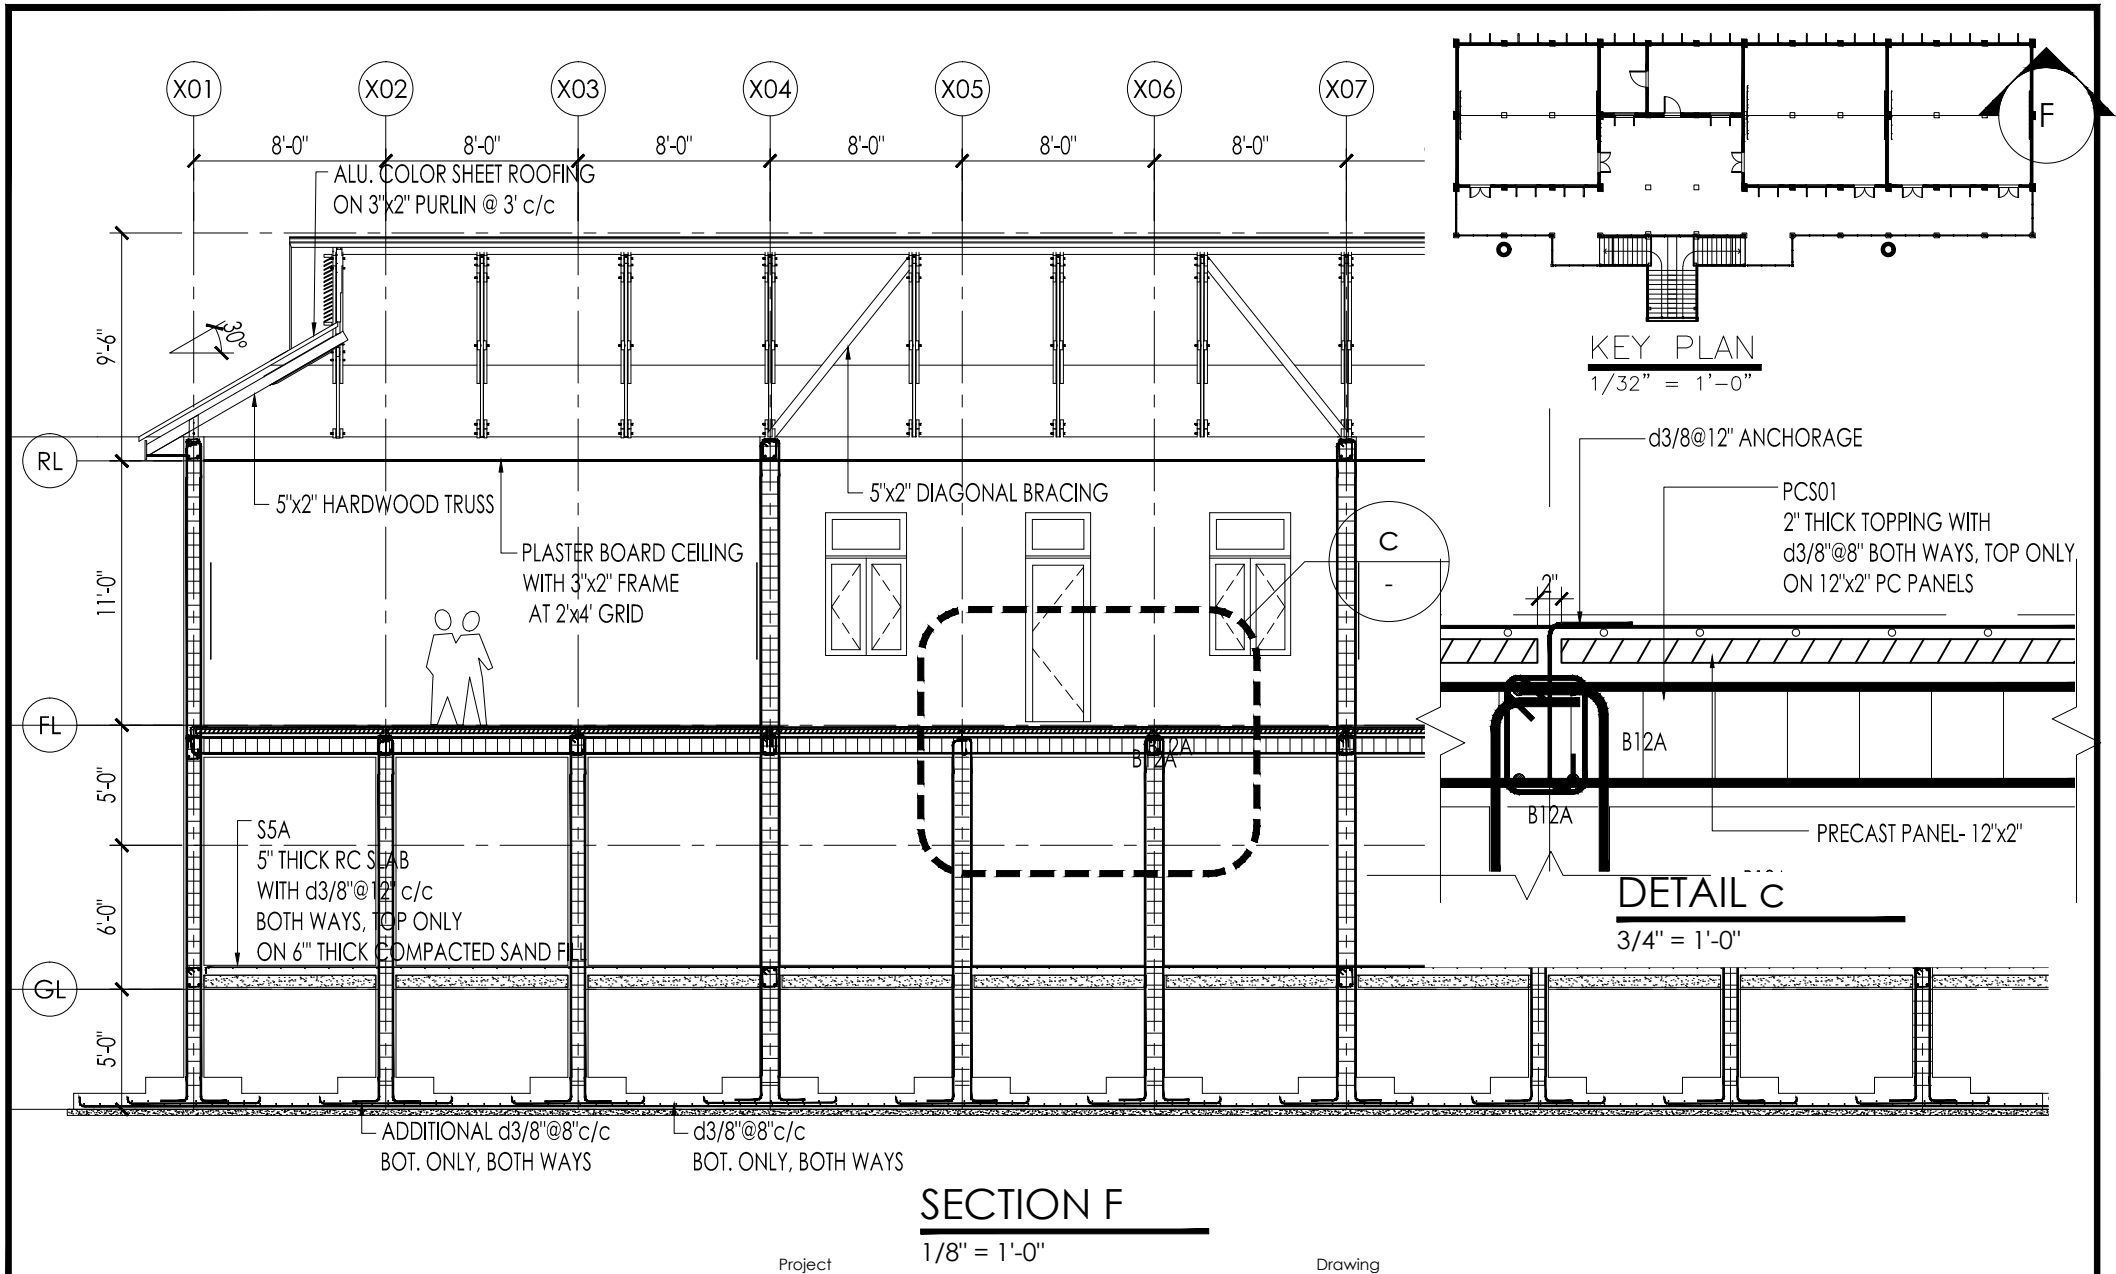 X01 X02 X03 X04 X05 X06 X07
8'-0" 8'-0" 8'-0" 8'-0" 8'-0" 8'-0"
ALU. COLOR SHEET ROOFING
ON 3"x2" PURLIN @ 3' c/c
30°
9'-6"
RL
5"x2" HARDWOOD TRUSS
5"x2" DIAGONAL BRACING
PLASTER BOARD CEILING
WITH 3"x2" FRAME
AT 2'x4' GRID
11'-0"
C
-
FL
B12A
5'-0"
S5A
5" THICK RC SLAB
WITH d3/8"@12" c/c
BOTH WAYS, TOP ONLY
ON 6"' THICK COMPACTED SAND FILL
6'-0"
GL
5'-0"
ADDITIONAL d3/8"@8"c/c
BOT. ONLY, BOTH WAYS
d3/8"@8"c/c
BOT. ONLY, BOTH WAYS
SECTION F
1/8" = 1'-0"
F
KEY PLAN
1/32" = 1'-0"
d3/8@12" ANCHORAGE
PCS01
2" THICK TOPPING WITH
d3/8"@8" BOTH WAYS, TOP ONLY
ON 12"x2" PC PANELS
2"
B12A
B12A
PRECAST PANEL- 12"x2"
DETAIL c
3/4" = 1'-0"
Project
Drawing